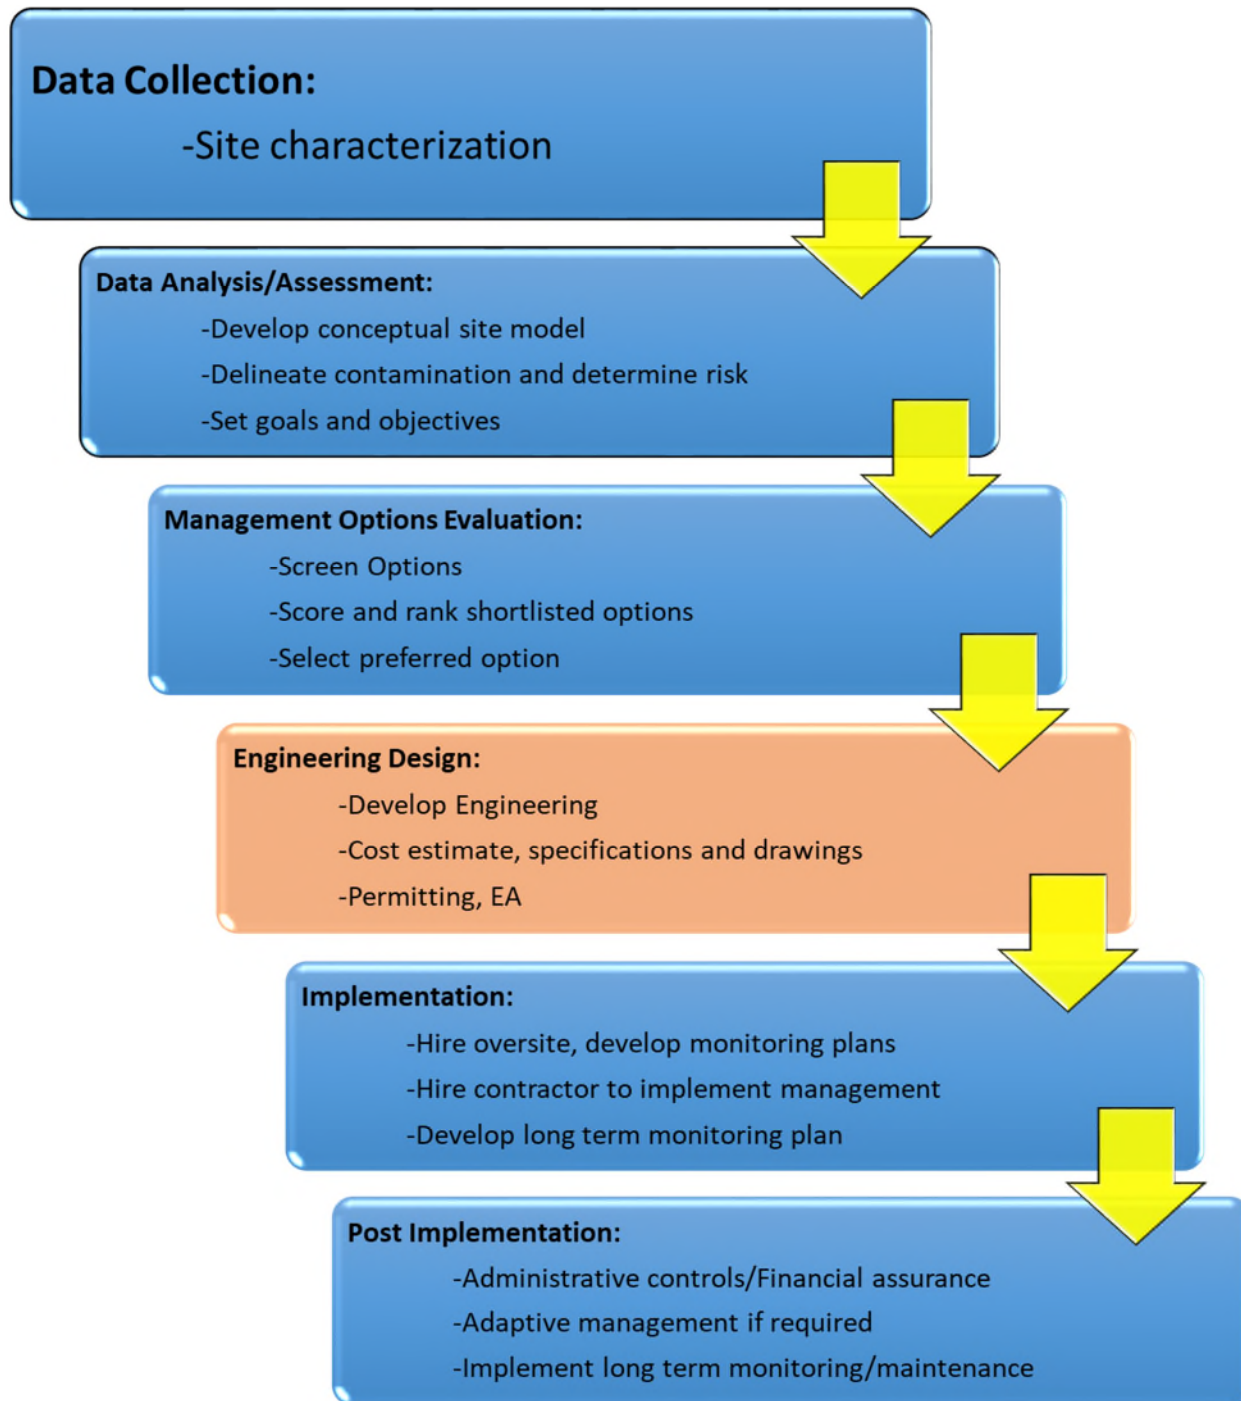 Data Collection:
-Site characterization
Data Analysis/Assessment:
-Develop conceptual site model
-Delineate contamination and determine risk
-Set goals and objectives
Management Options Evaluation:
-Screen Options
-Score and rank shortlisted options
-Select preferred option
Engineering Design:
-Develop Engineering
-Cost estimate, specifications and drawings
-Permitting, EA
Implementation:
-Hire oversite, develop monitoring plans
-Hire contractor to implement management
-Develop long term monitoring plan
Post Implementation:
-Administrative controls/Financial assurance
-Adaptive management if required
-Implement long term monitoring/maintenance